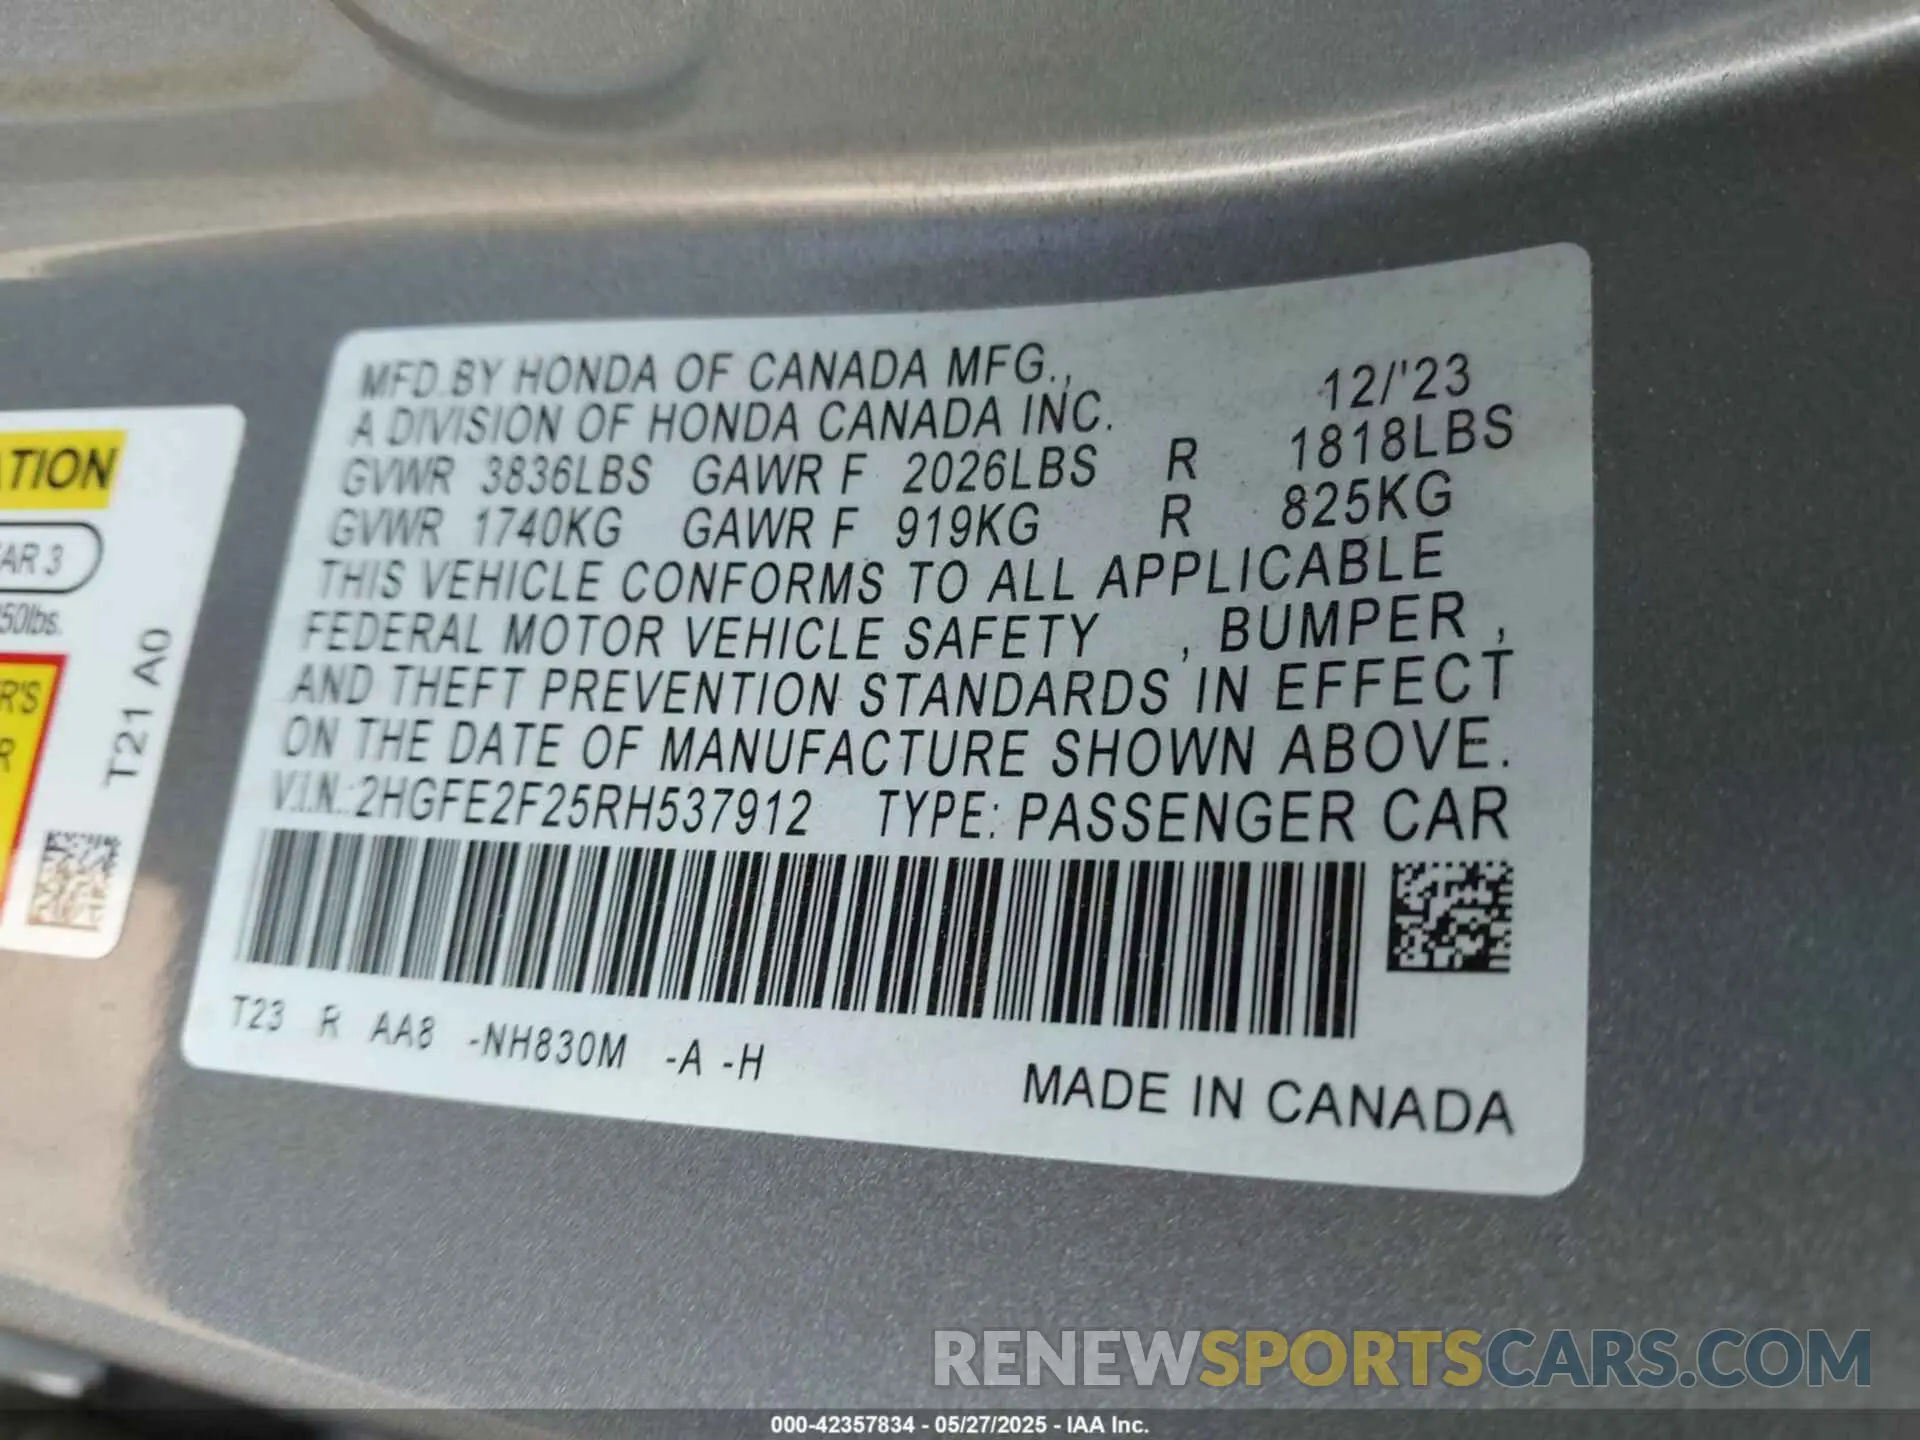 MFD.BY HONDA OF CANADA MFG.,
A DIVISION OF HONDA CANADA INC. 12/'23
GVWR 3836LBS GAWR F 2026LBS R 1818LBS
GVWR 1740KG GAWR F 919KG R 825KG
THIS VEHICLE CONFORMS TO ALL APPLICABLE
FEDERAL MOTOR VEHICLE SAFETY , BUMPER ,
AND THEFT PREVENTION STANDARDS IN EFFECT
ON THE DATE OF MANUFACTURE SHOWN ABOVE.
V.I.N.:2HGFE2F25RH537912 TYPE: PASSENGER CAR
T23 R AA8 -NH830M -A -H
MADE IN CANADA
ATION
AR 3
50lbs.
R'S
R
T21 A0
RENEWSPORTSCARS.COM
000-42357834 - 05/27/2025 - IAA Inc.